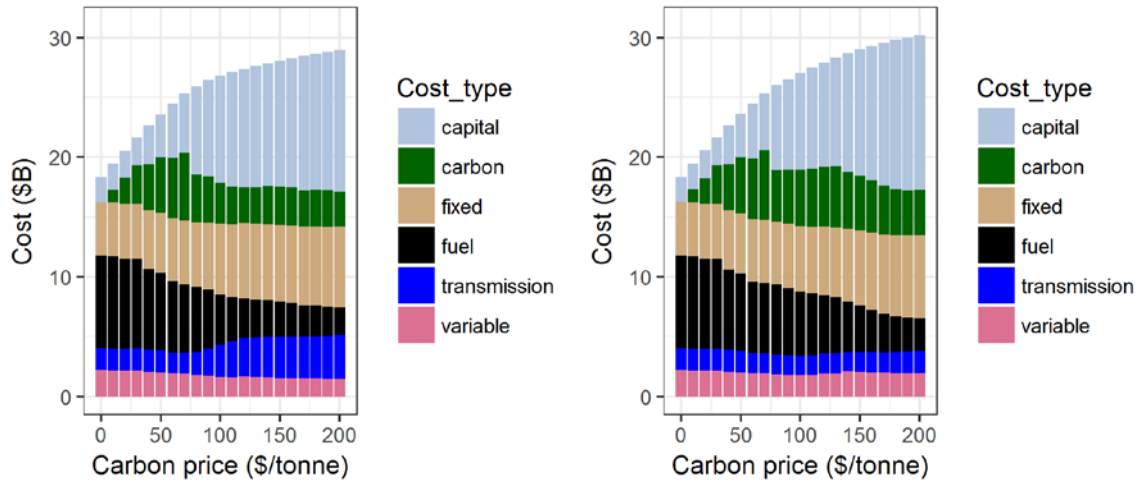 Cost ($B)
30
20
10
0
0 50 100 150 200
Carbon price ($/tonne)
Cost_type
capital
carbon
fixed
fuel
transmission
variable
Cost ($B)
30
20
10
0
0 50 100 150 200
Carbon price ($/tonne)
Cost_type
capital
carbon
fixed
fuel
transmission
variable